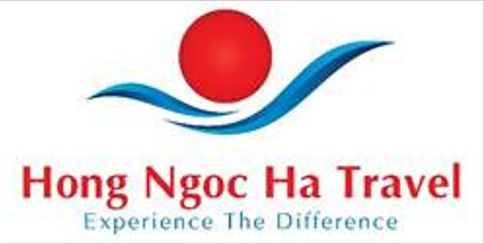 Hong Ngoc Ha Travel
Experience The Difference